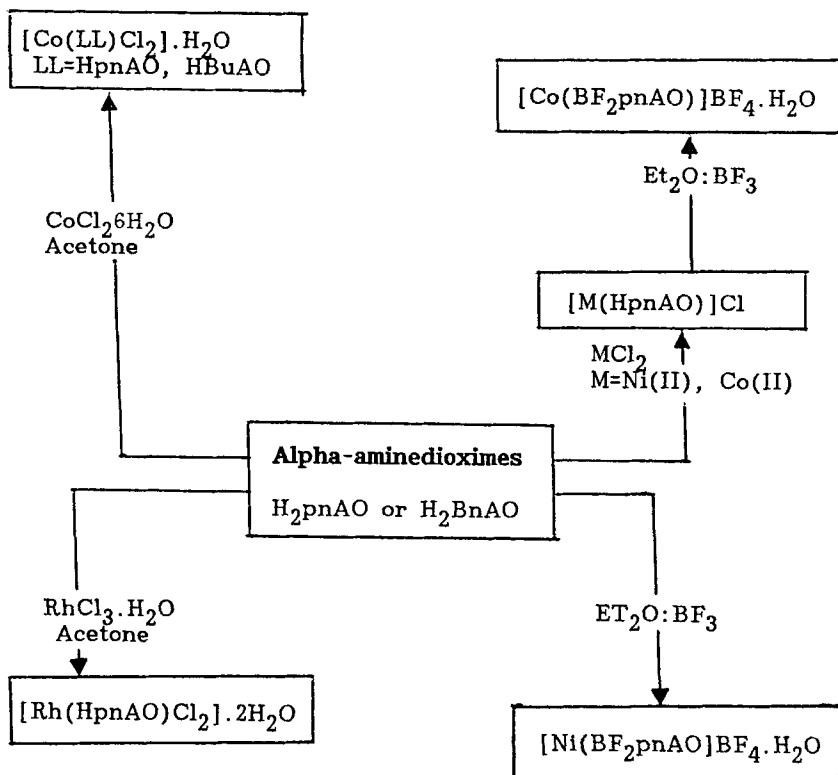 [Co(LL)Cl₂].H₂O
LL=HpnAO, HBuAO
[Co(BF₂pnAO)]BF₄.H₂O
Et₂O:BF₃
CoCl₂6H₂O
Acetone
[M(HpnAO)]Cl
MCl₂
M=Ni(II), Co(II)
Alpha-aminedioximes
H₂pnAO or H₂BnAO
RhCl₃.H₂O
Acetone
ET₂O:BF₃
[Rh(HpnAO)Cl₂].2H₂O
[Ni(BF₂pnAO]BF₄.H₂O